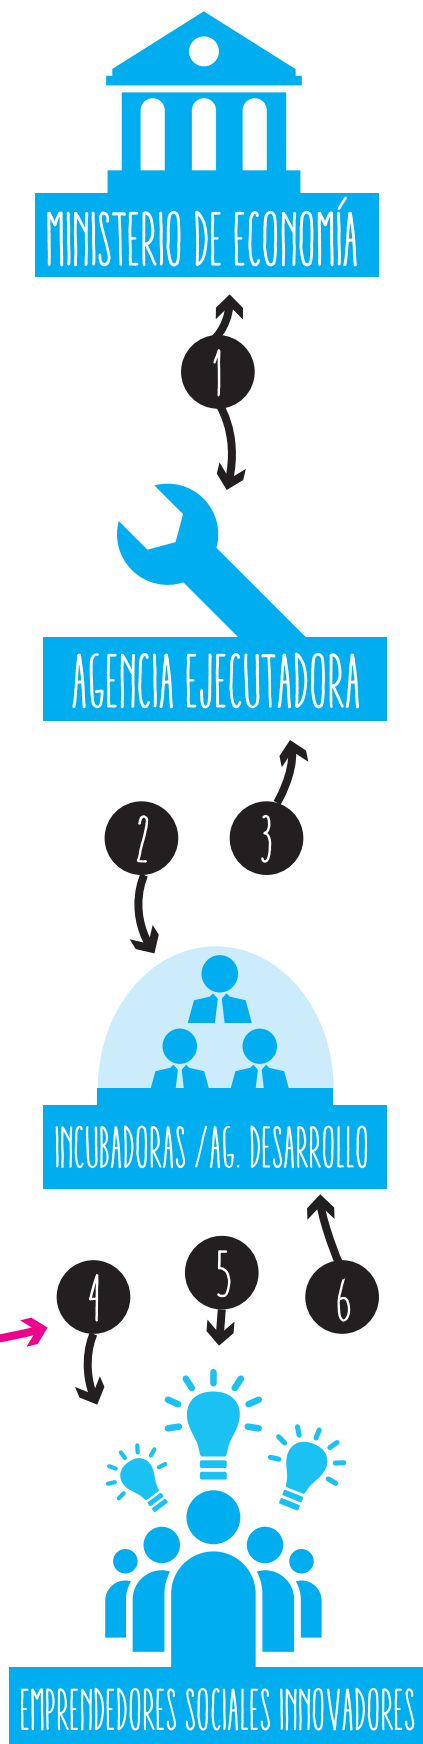 MINISTERIO DE ECONOMÍA
1
AGENCIA EJECUTADORA
2 3
INCUBADORAS /AG. DESARROLLO
4 5 6
EMPRENDEDORES SOCIALES INNOVADORES